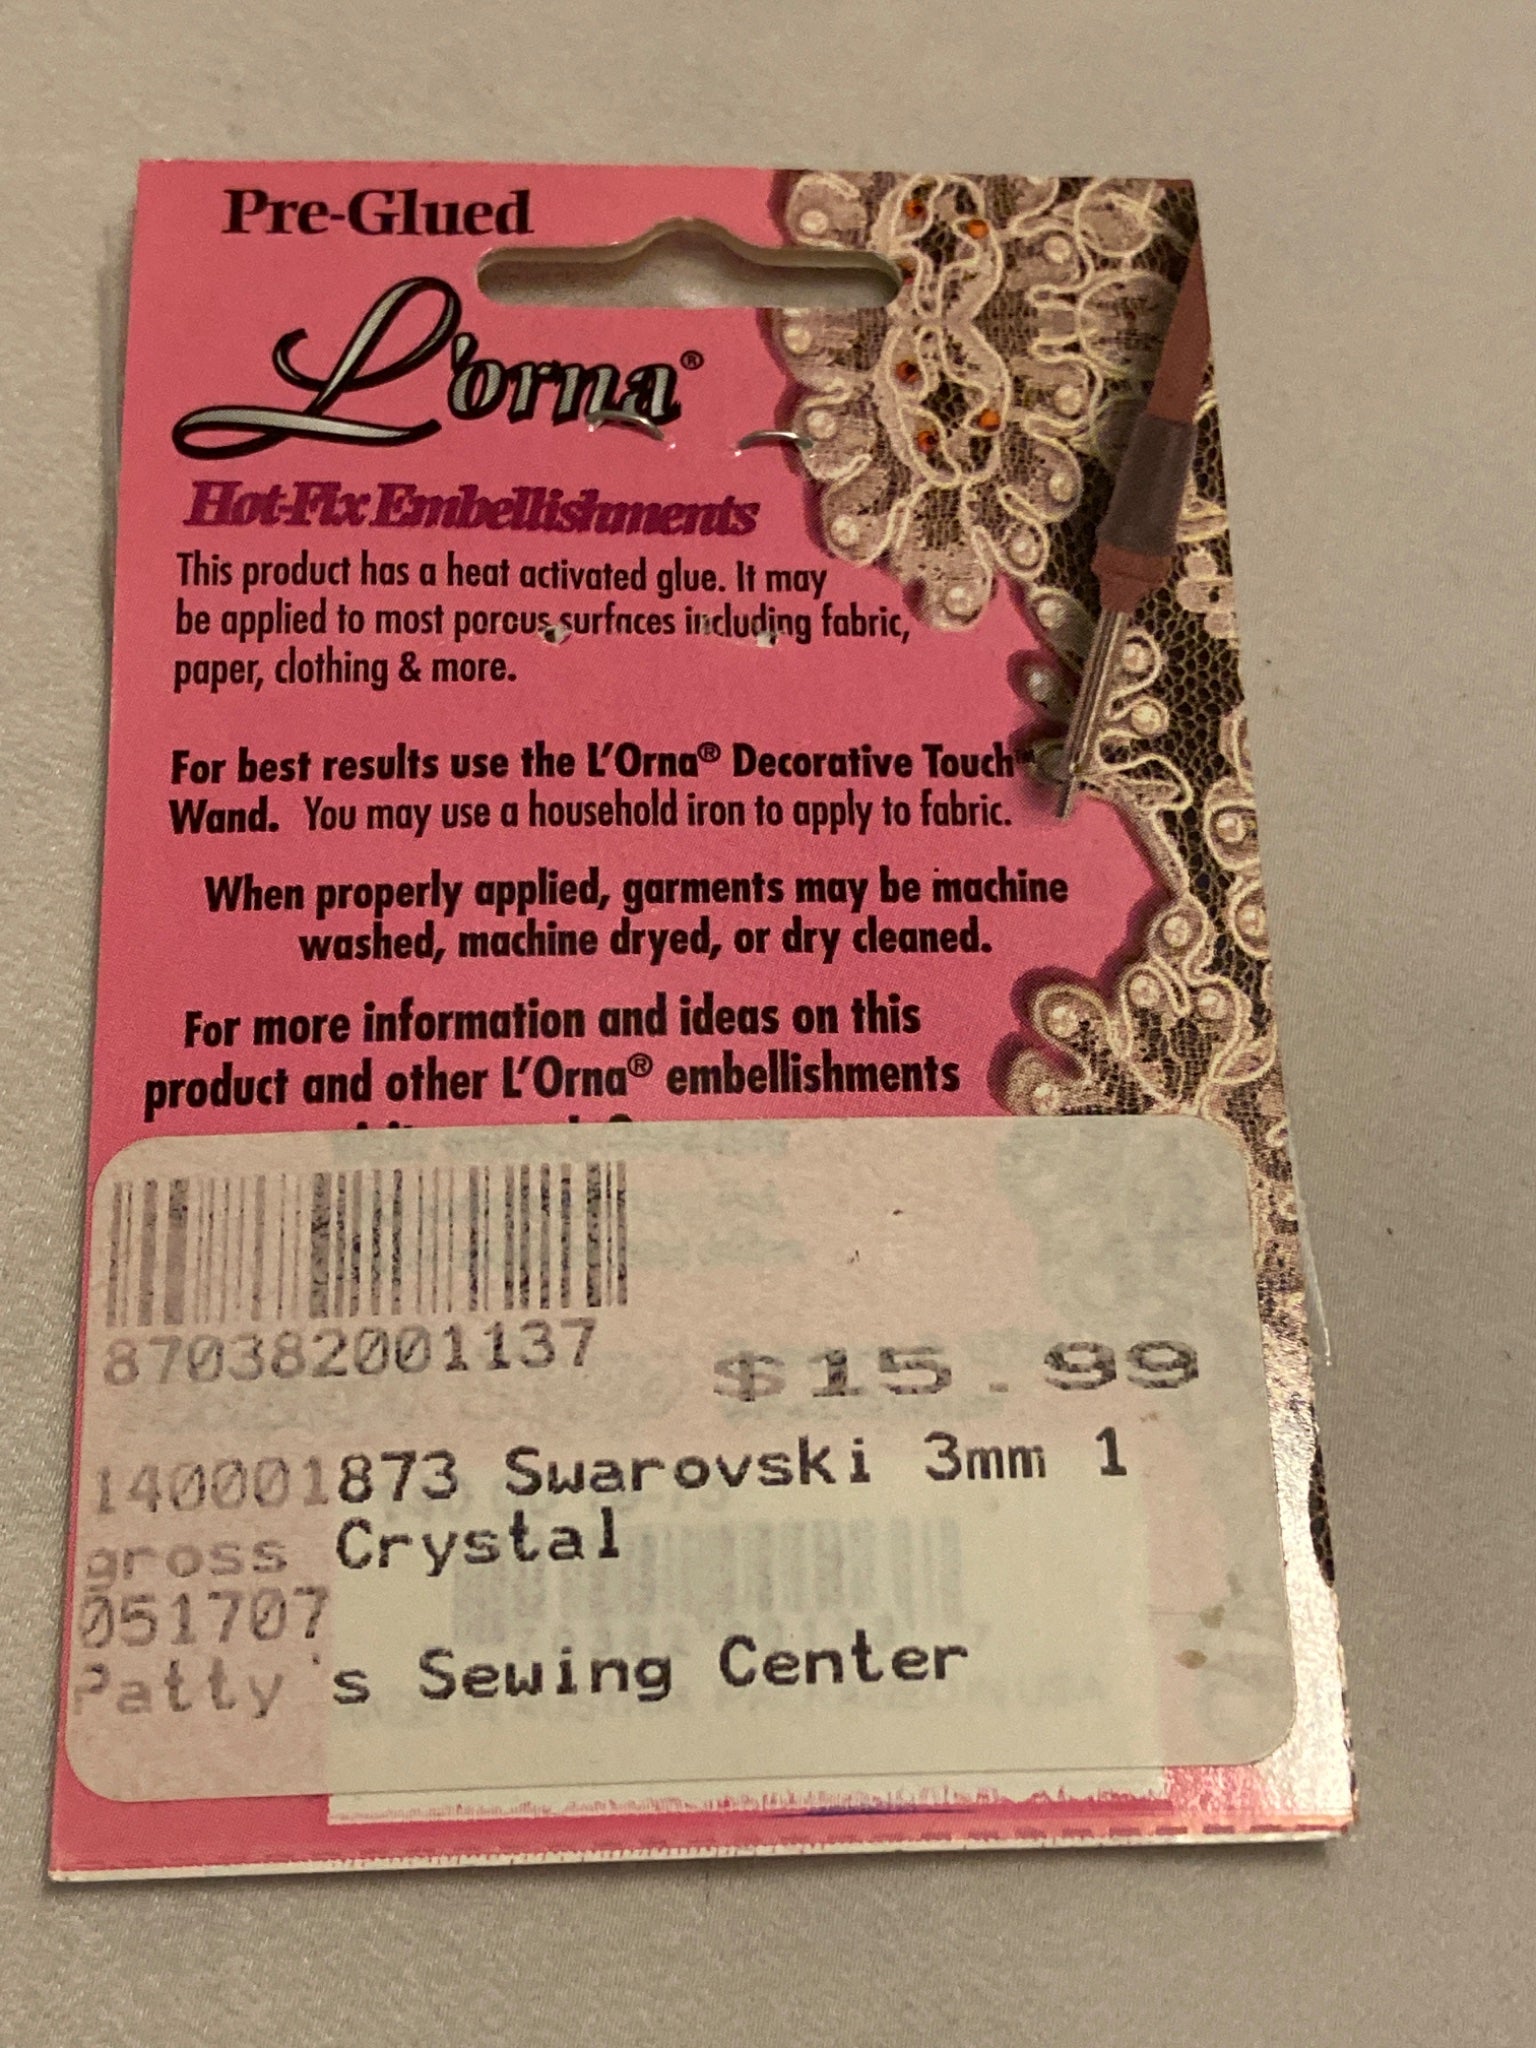 Pre-Glued
L'orna®
Hot-Fix Embellishments
This product has a heat activated glue. It may
be applied to most porous surfaces including fabric,
paper, clothing & more.
For best results use the L'Orna® Decorative Touch™
Wand. You may use a household iron to apply to fabric.
When properly applied, garments may be machine
washed, machine dryed, or dry cleaned.
For more information and ideas on this
product and other L'Orna® embellishments
870382001137
$15.99
140001873 Swarovski 3mm 1
gross Crystal
051707
Patty's Sewing Center